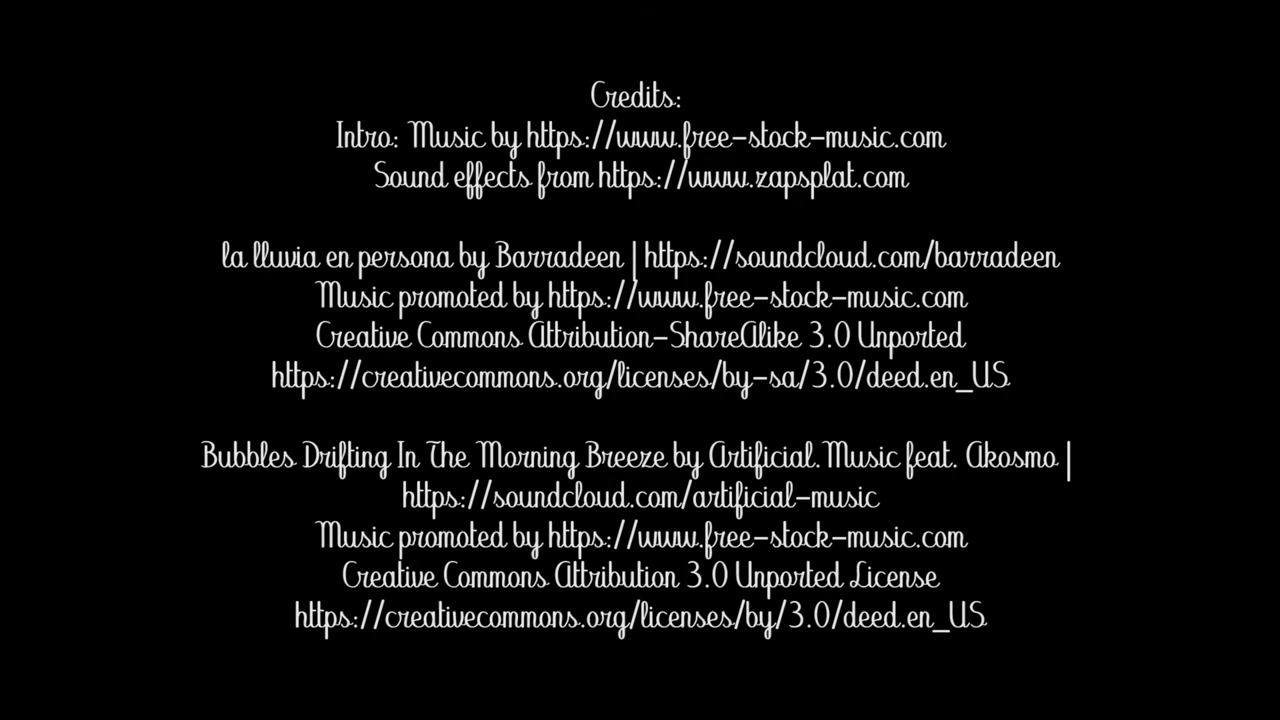 Credits:
Intro: Music by https://www.free-stock-music.com
Sound effects from https://www.zapsplat.com
la lluvia en persona by Barradeen | https://soundcloud.com/barradeen
Music promoted by https://www.free-stock-music.com
Creative Commons Attribution-ShareAlike 3.0 Unported
https://creativecommons.org/licenses/by-sa/3.0/deed.en_US
Bubbles Drifting In The Morning Breeze by Artificial.Music feat. Akosmo |
https://soundcloud.com/artificial-music
Music promoted by https://www.free-stock-music.com
Creative Commons Attribution 3.0 Unported License
https://creativecommons.org/licenses/by/3.0/deed.en_US